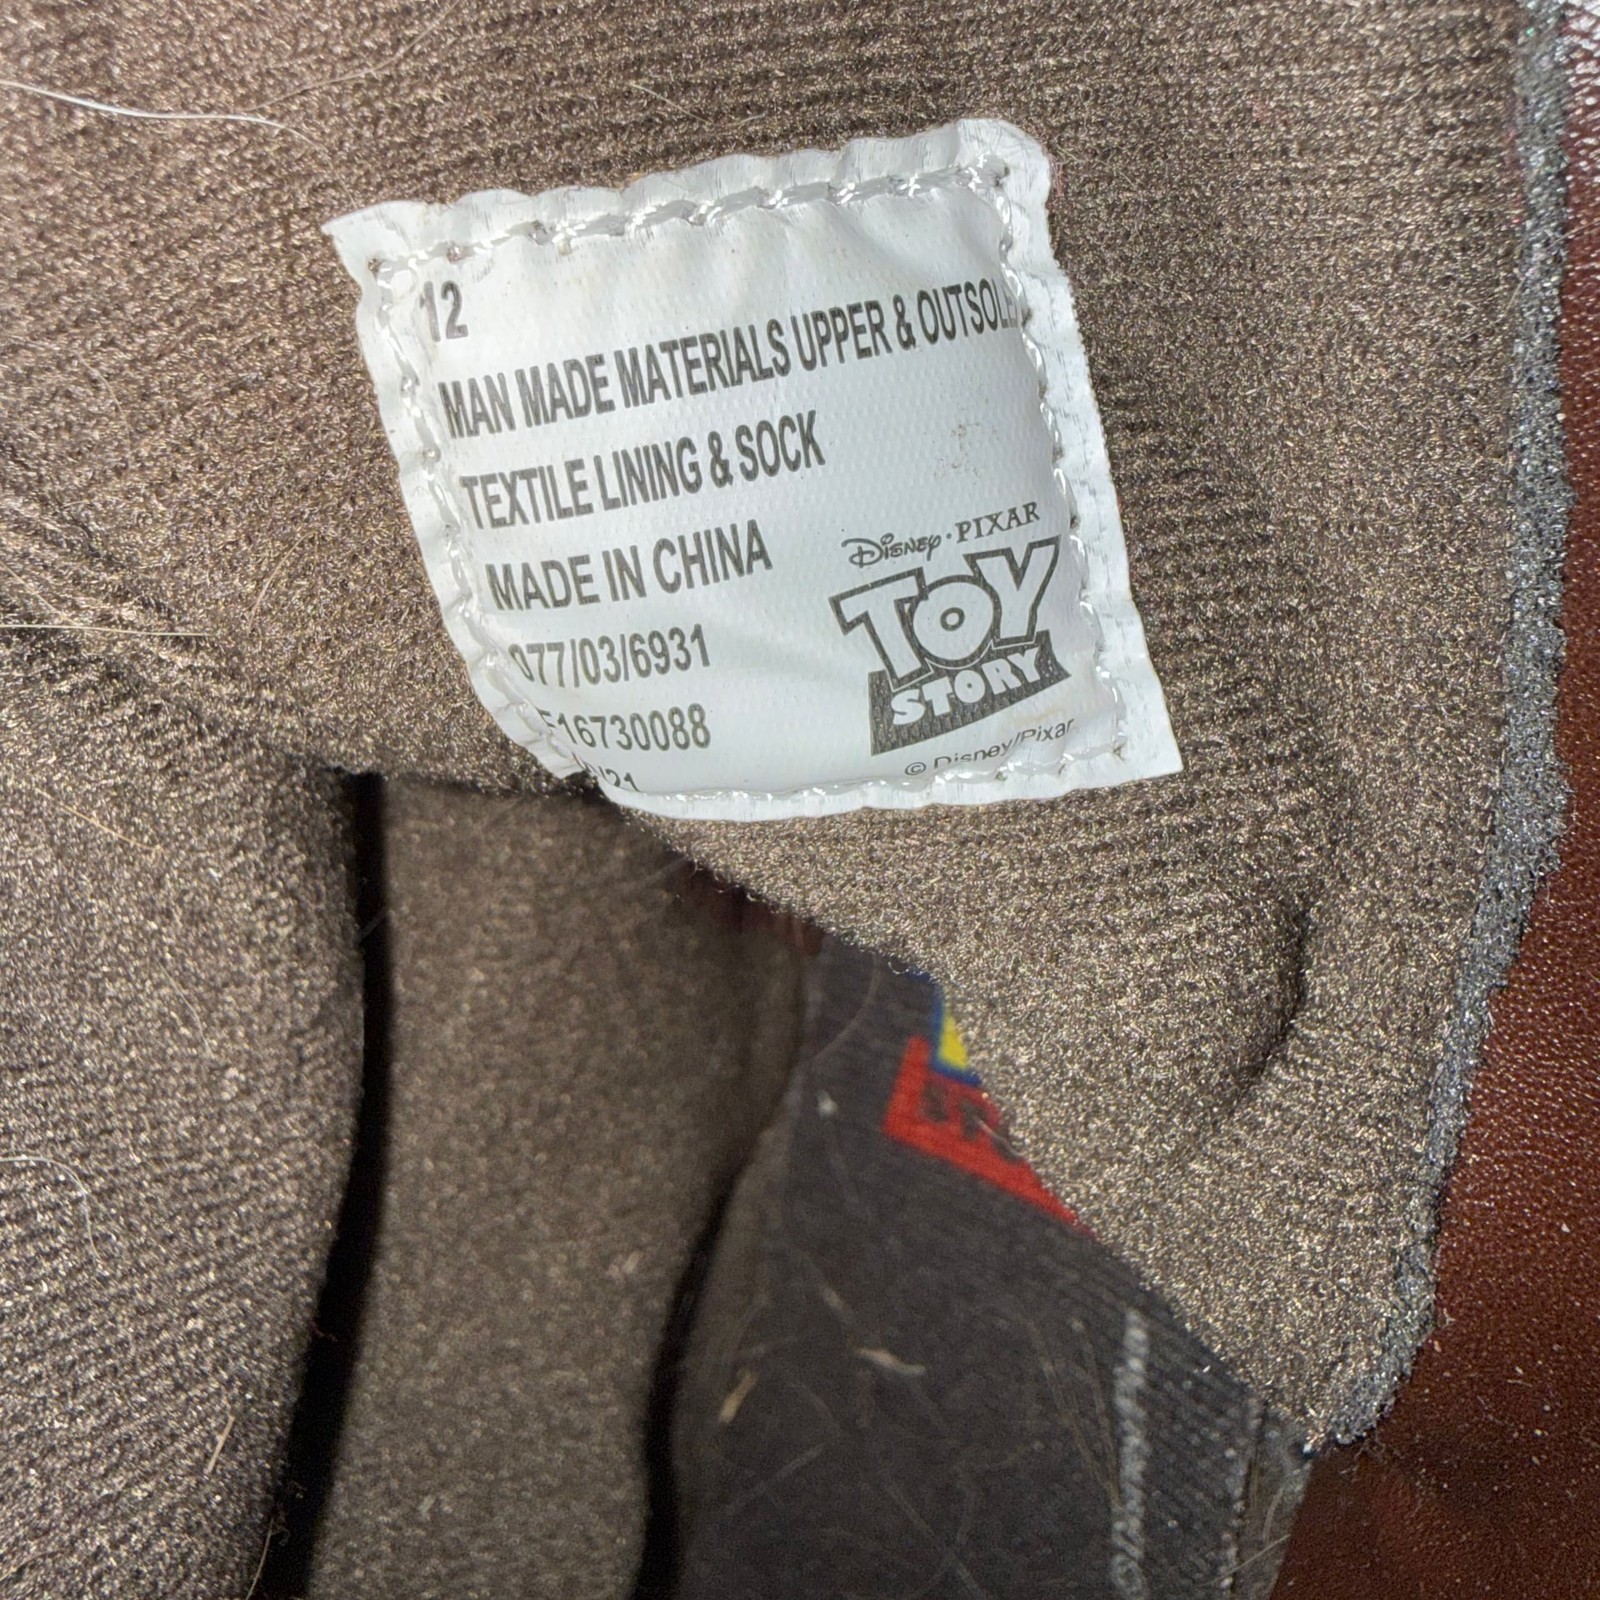 12
MAN MADE MATERIALS UPPER & OUTSOLE
TEXTILE LINING & SOCK
MADE IN CHINA
077/03/6931
16730088
/21
Disney · PIXAR
TOY
STORY
© Disney/Pixar